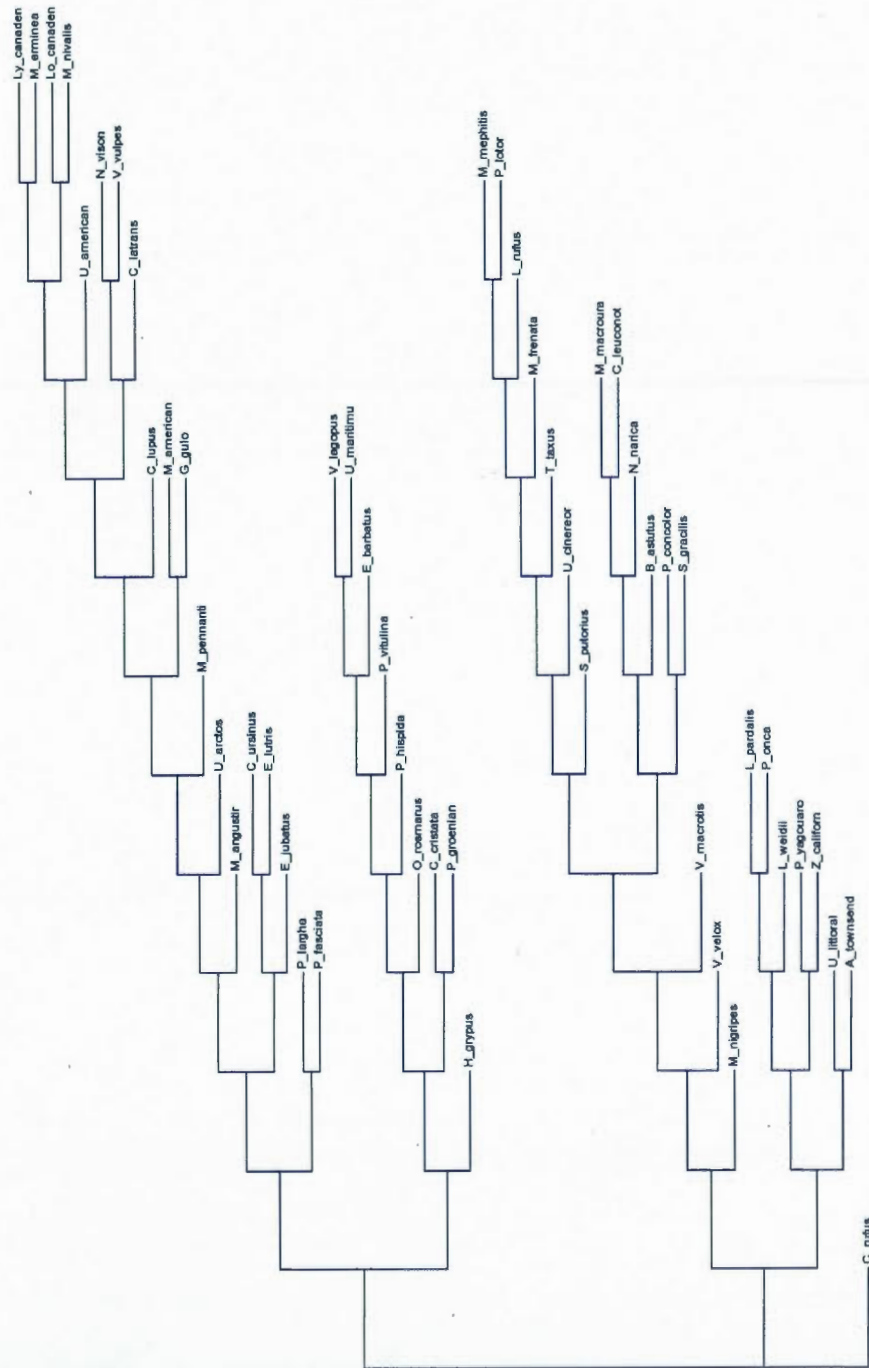 Ly_canaden
M_erminea
Lo_canaden
M_nivalis
U_american
N_vison
V_vulpes
C_latrans
C_lupus
M_american
G_gulo
M_pennanti
U_arctos
M_angustir
C_ursinus
E_lutris
E_jubatus
P_largha
P_fasciata
V_lagopus
U_maritimu
E_barbatus
P_vitulina
P_hispida
O_rosmarus
C_cristata
P_groenlan
H_grypus
M_mephitis
P_lotor
L_rufus
M_frenata
T_taxus
U_cinereor
S_putorius
M_macroura
C_leuconot
N_narica
B_astutus
P_concolor
S_gracilis
V_macrotis
V_velox
M_nigripes
L_pardalis
P_onca
L_weidii
P_yagouaro
Z_californ
U_littoral
A_townsend
C_rufus